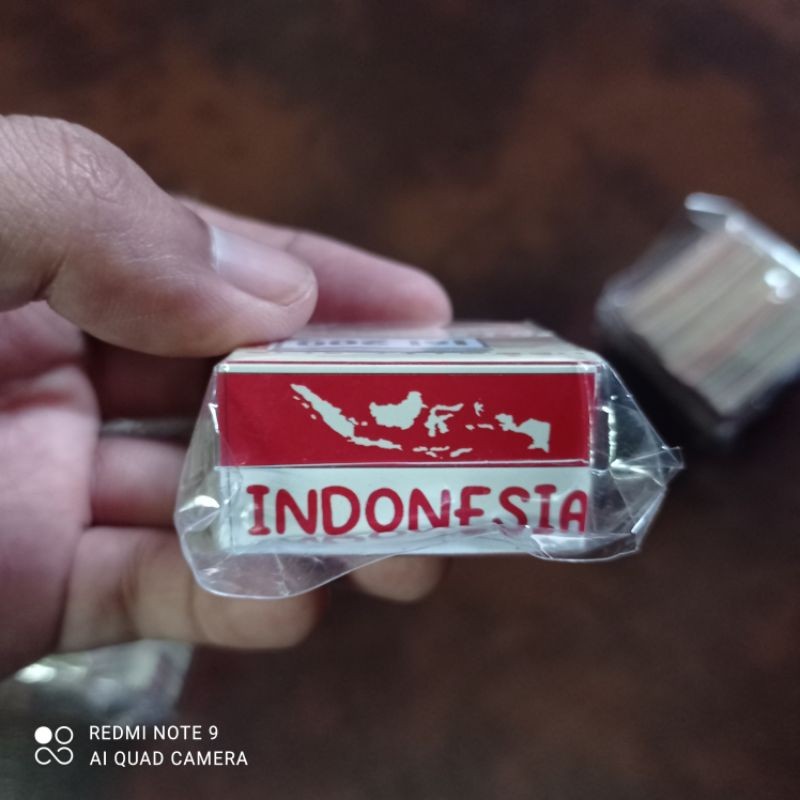 INDONESIA
REDMI NOTE 9
AI QUAD CAMERA